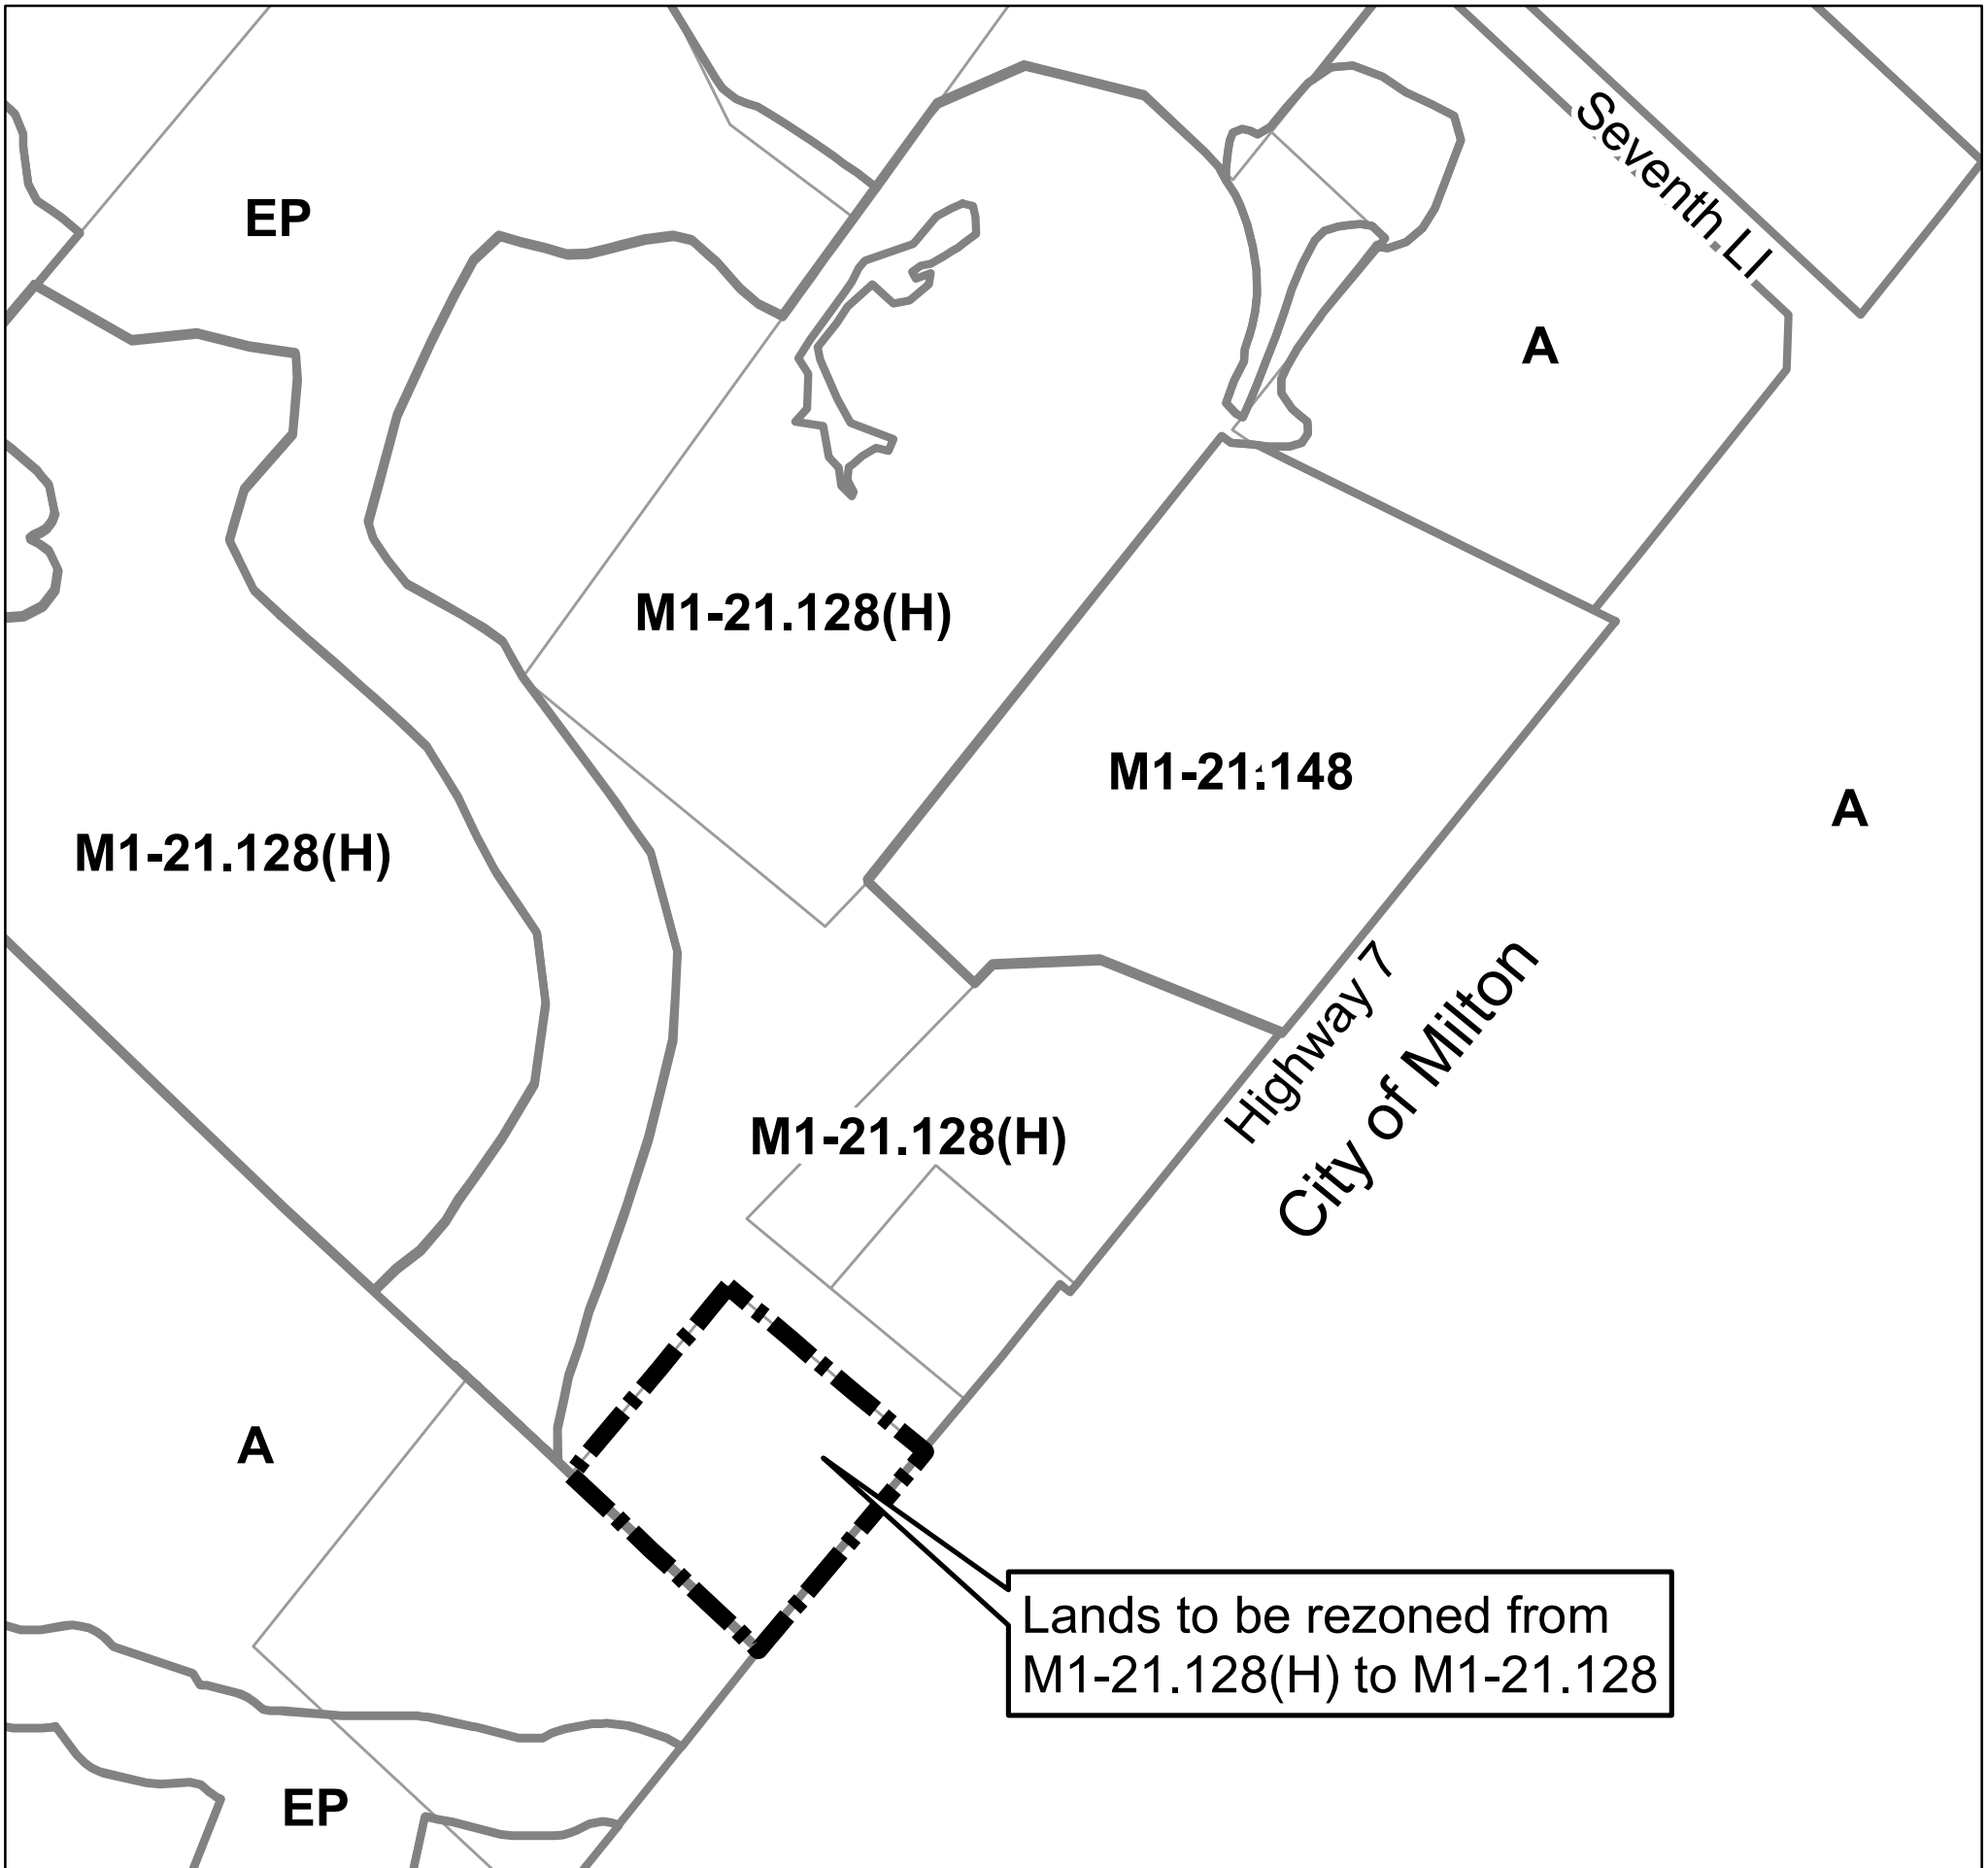 Seventh LI
EP
A
M1-21.128(H)
M1-21.148
A
M1-21.128(H)
Highway 7
City of Milton
M1-21.128(H)
A
Lands to be rezoned from
M1-21.128(H) to M1-21.128
EP